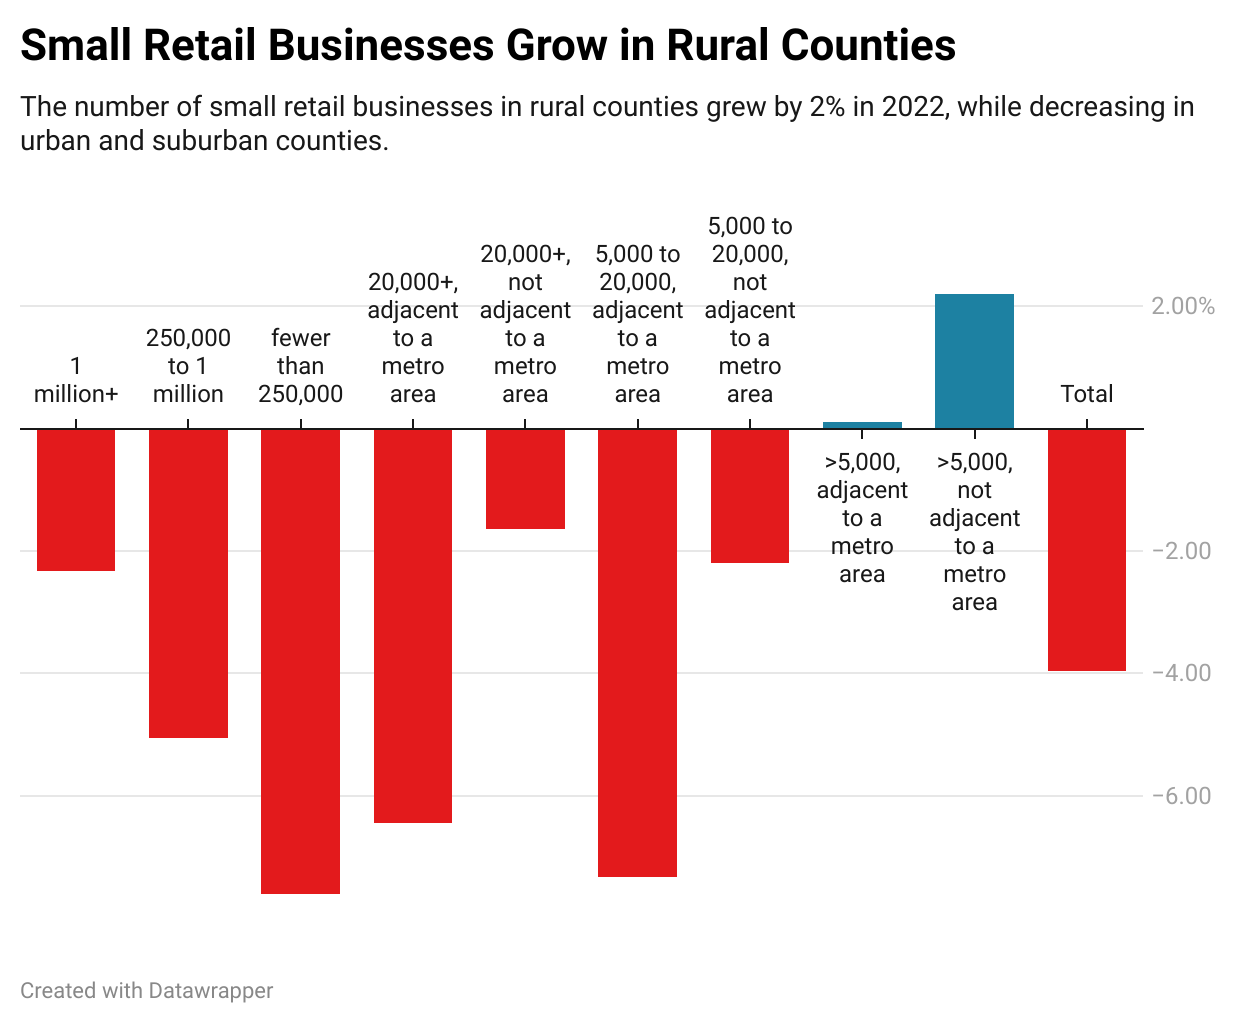 Small Retail Businesses Grow in Rural Counties
The number of small retail businesses in rural counties grew by 2% in 2022, while decreasing in
urban and suburban counties.
1
million+
250,000
to 1
million
fewer
than
250,000
20,000+,
adjacent
to a
metro
area
20,000+,
not
adjacent
to a
metro
area
5,000 to
20,000,
adjacent
to a
metro
area
5,000 to
20,000,
not
adjacent
to a
metro
area
>5,000,
adjacent
to a
metro
area
>5,000,
not
adjacent
to a
metro
area
Total
2.00%
−2.00
−4.00
−6.00
Created with Datawrapper